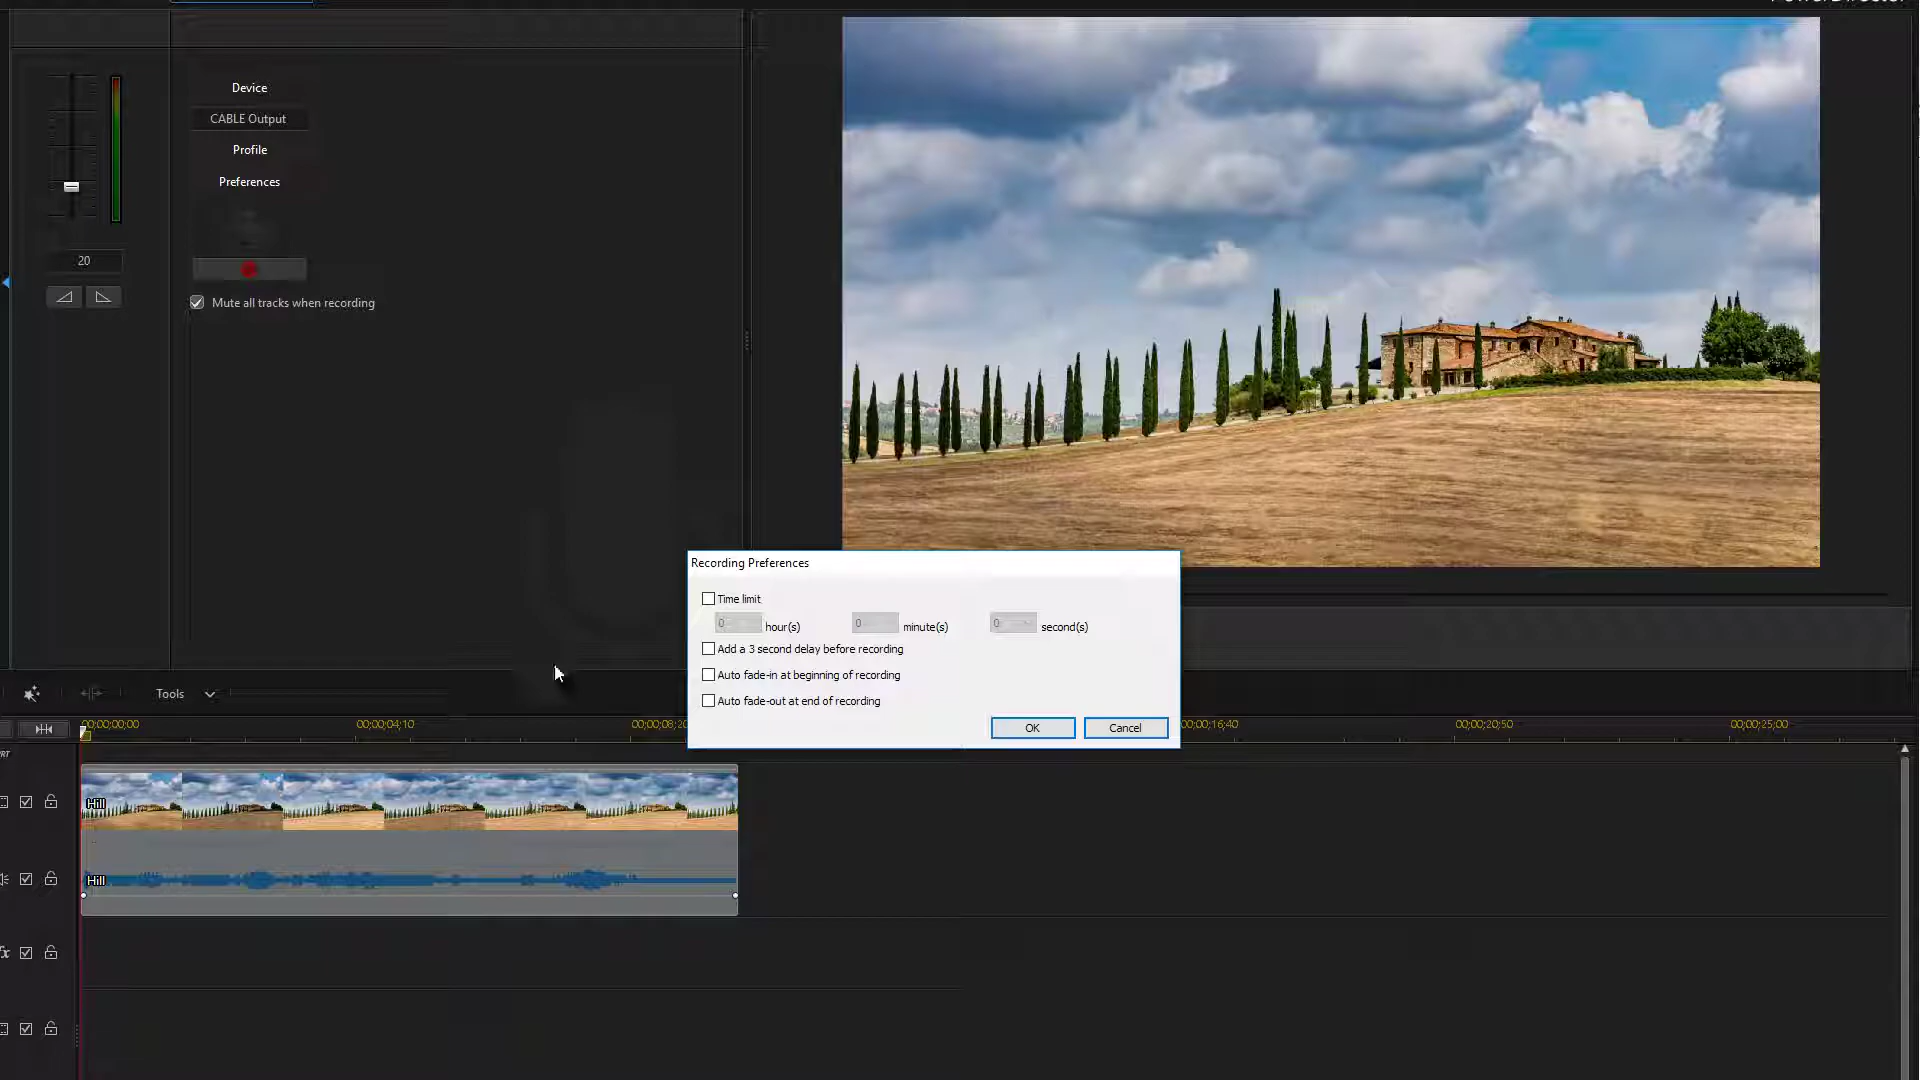 PowerDirector
Device
CABLE Output
Profile
Preferences
20
Mute all tracks when recording
Recording Preferences
Time limit
0 hour(s) 0 minute(s) 0 second(s)
Add a 3 second delay before recording
Auto fade-in at beginning of recording
Auto fade-out at end of recording
OK Cancel
Tools
00;00;00;00 00;00;04;10 00;00;08;20 00;00;16;40 00;00;20;50 00;00;25;00
Hill
Hill
fx